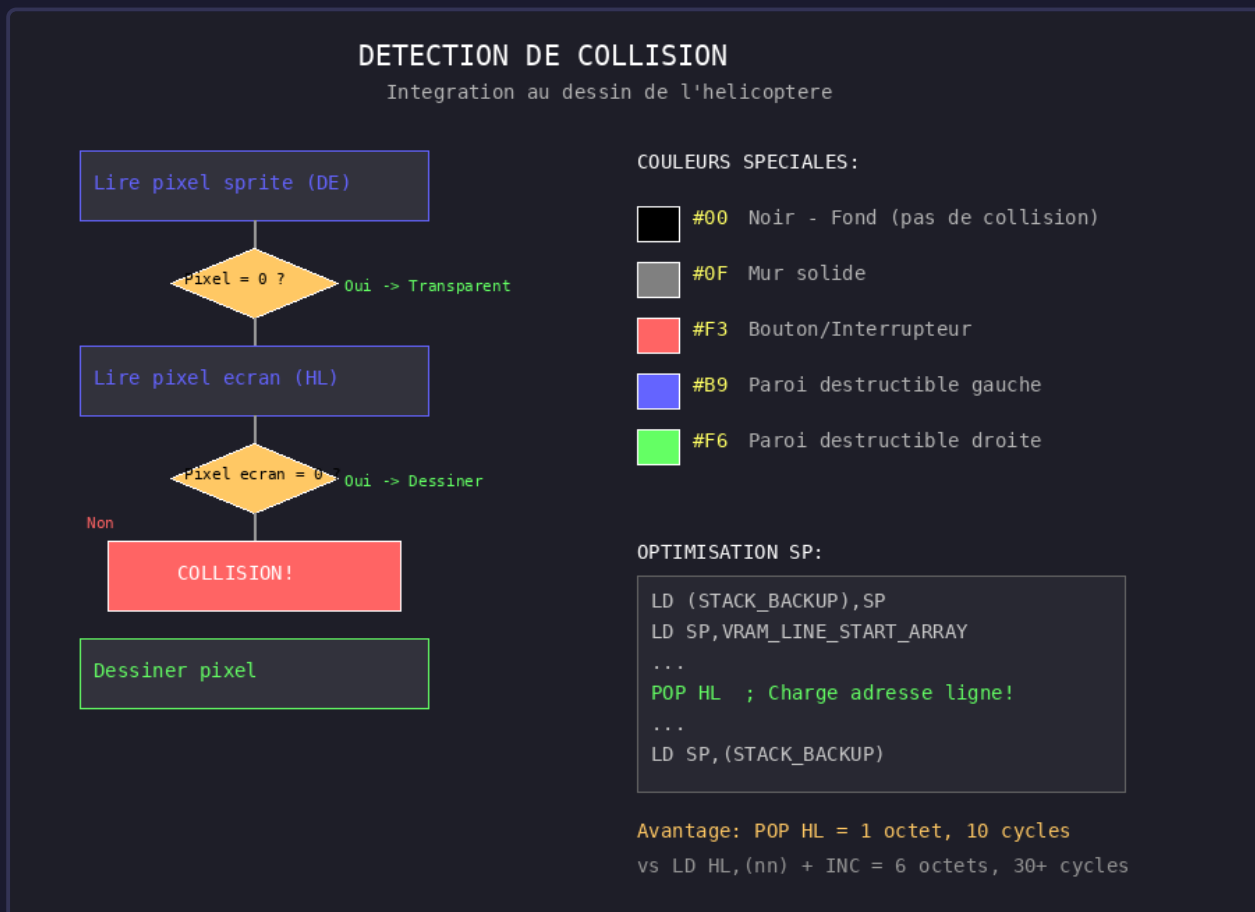 DETECTION DE COLLISION
Integration au dessin de l'helicoptere
Lire pixel sprite (DE)
Pixel = 0 ?
Oui -> Transparent
Lire pixel ecran (HL)
Pixel ecran = 0 ?
Oui -> Dessiner
Non
COLLISION!
Dessiner pixel
COULEURS SPECIALES:
#00 Noir - Fond (pas de collision)
#0F Mur solide
#F3 Bouton/Interrupteur
#B9 Paroi destructible gauche
#F6 Paroi destructible droite
OPTIMISATION SP:
LD (STACK_BACKUP),SP
LD SP,VRAM_LINE_START_ARRAY
...
POP HL ; Charge adresse ligne!
...
LD SP,(STACK_BACKUP)
Avantage: POP HL = 1 octet, 10 cycles
vs LD HL,(nn) + INC = 6 octets, 30+ cycles